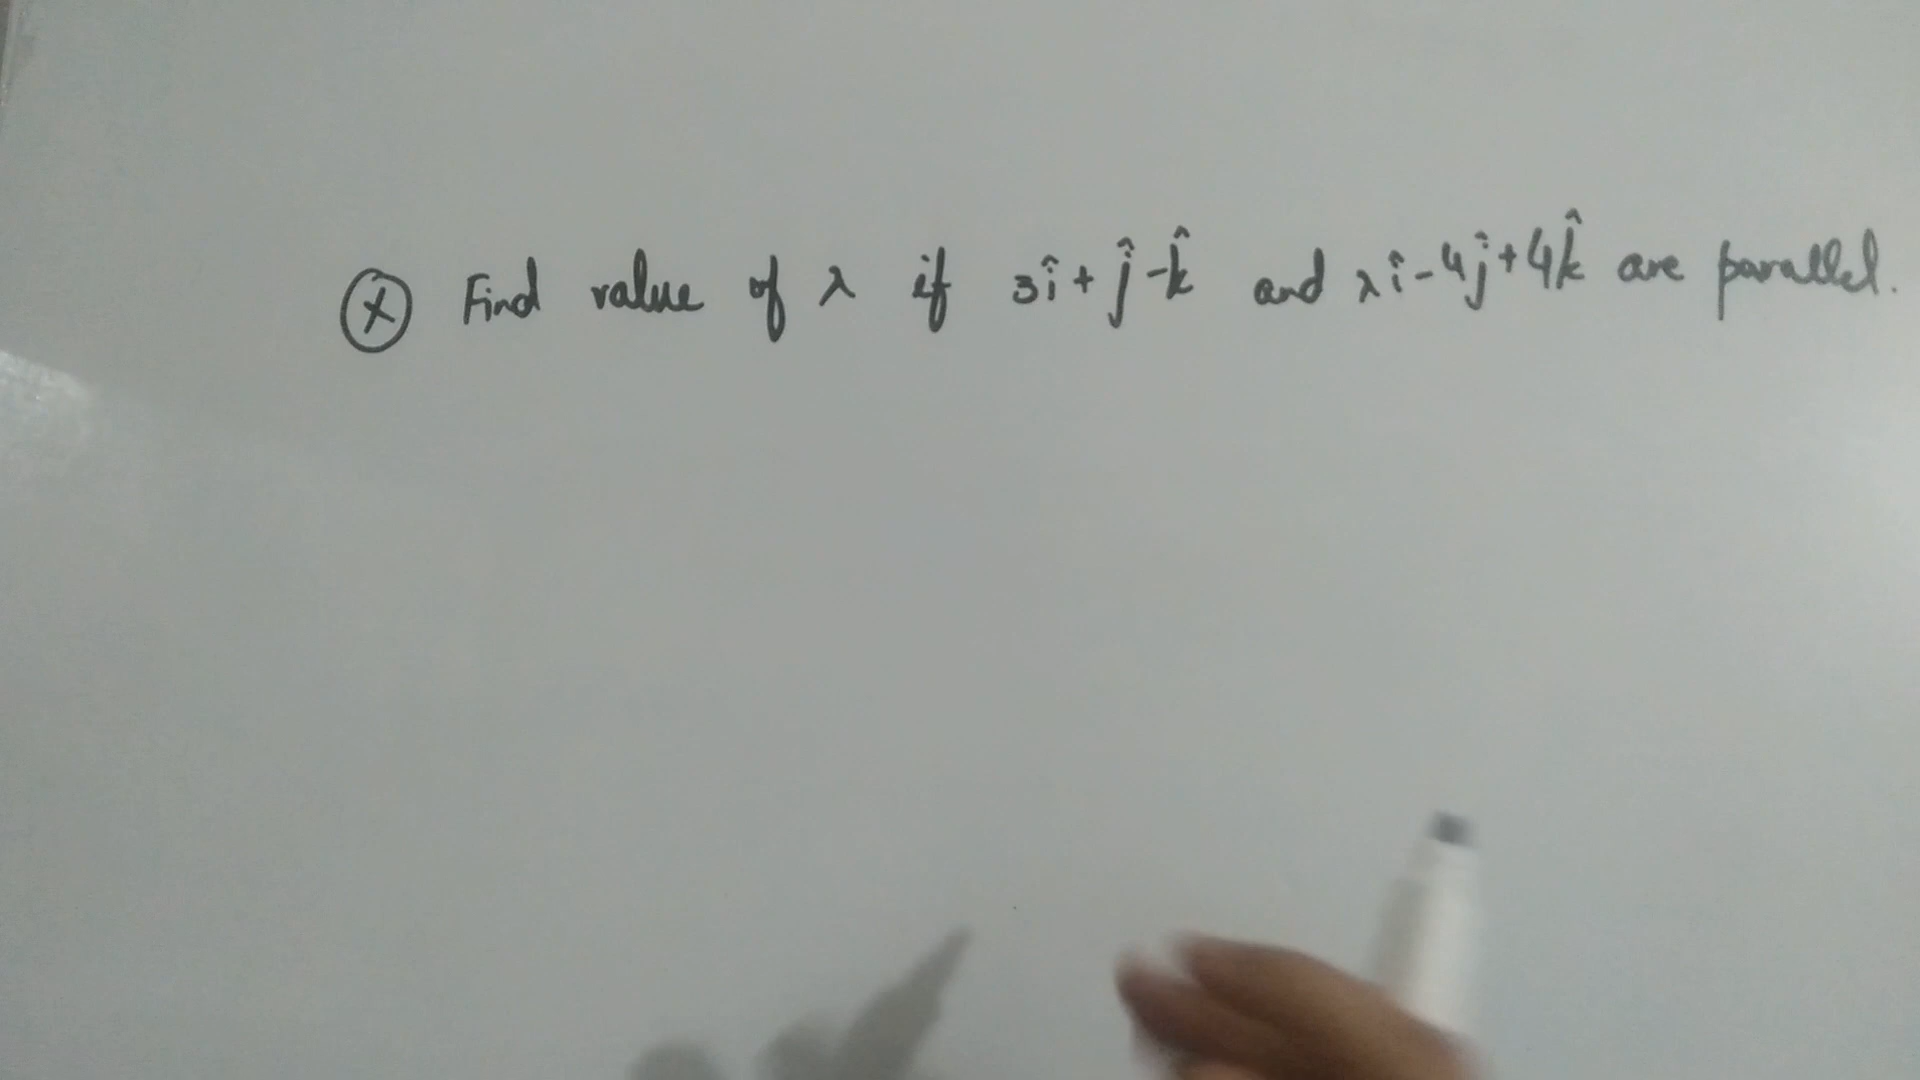 ⓧ Find value of λ if 3î + ĵ - k̂ and λî - 4ĵ + 4k̂ are parallel.